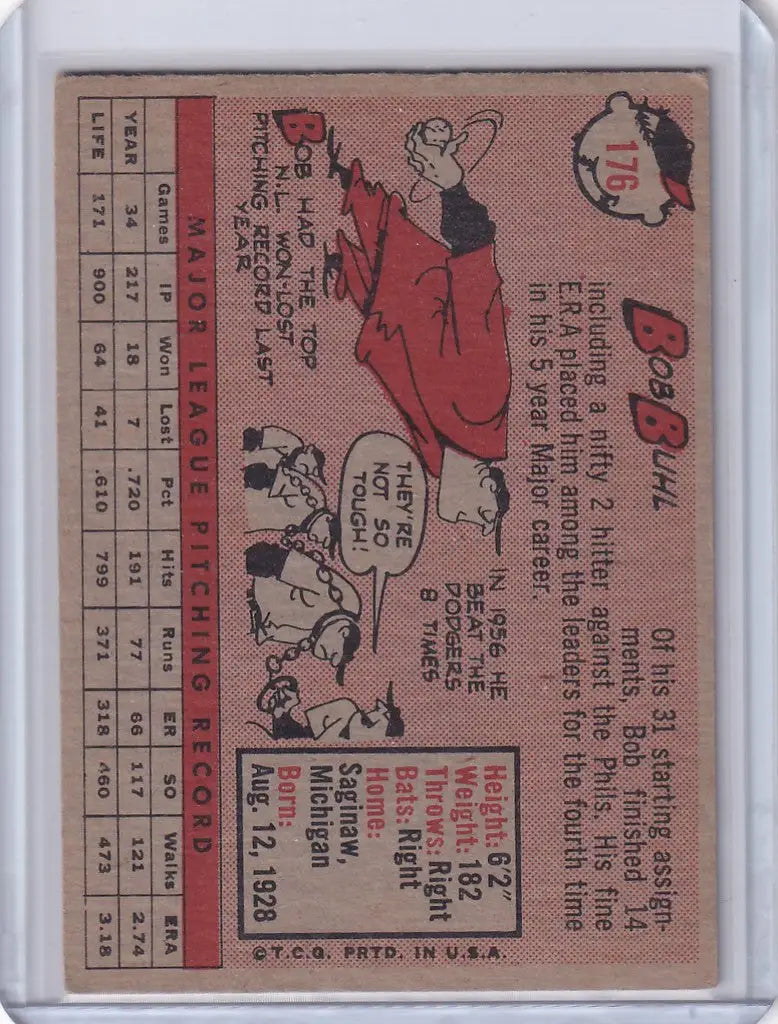 176
BOB BUHL
Of his 31 starting assign-
ments, Bob finished 14
including a nifty 2 hitter against the Phils. His fine
E.R.A placed him among the leaders for the fourth time
in his 5 year Major career.
BOB HAD THE TOP
N.L. WON-LOST
PITCHING RECORD LAST
YEAR
IN 1956 HE
BEAT THE
DODGERS
8 TIMES
THEY'RE
NOT SO
TOUGH!
Height: 6'2"
Weight: 182
Throws: Right
Bats: Right
Home:
Saginaw,
Michigan
Born:
Aug. 12, 1928
©T.C.G. PRTD. IN U.S.A.
MAJOR LEAGUE PITCHING RECORD
Games IP Won Lost Pct Hits Runs ER SO Walks ERA
YEAR 34 217 18 7 .720 191 77 66 117 121 2.74
LIFE 171 900 64 41 .610 799 371 318 460 473 3.18